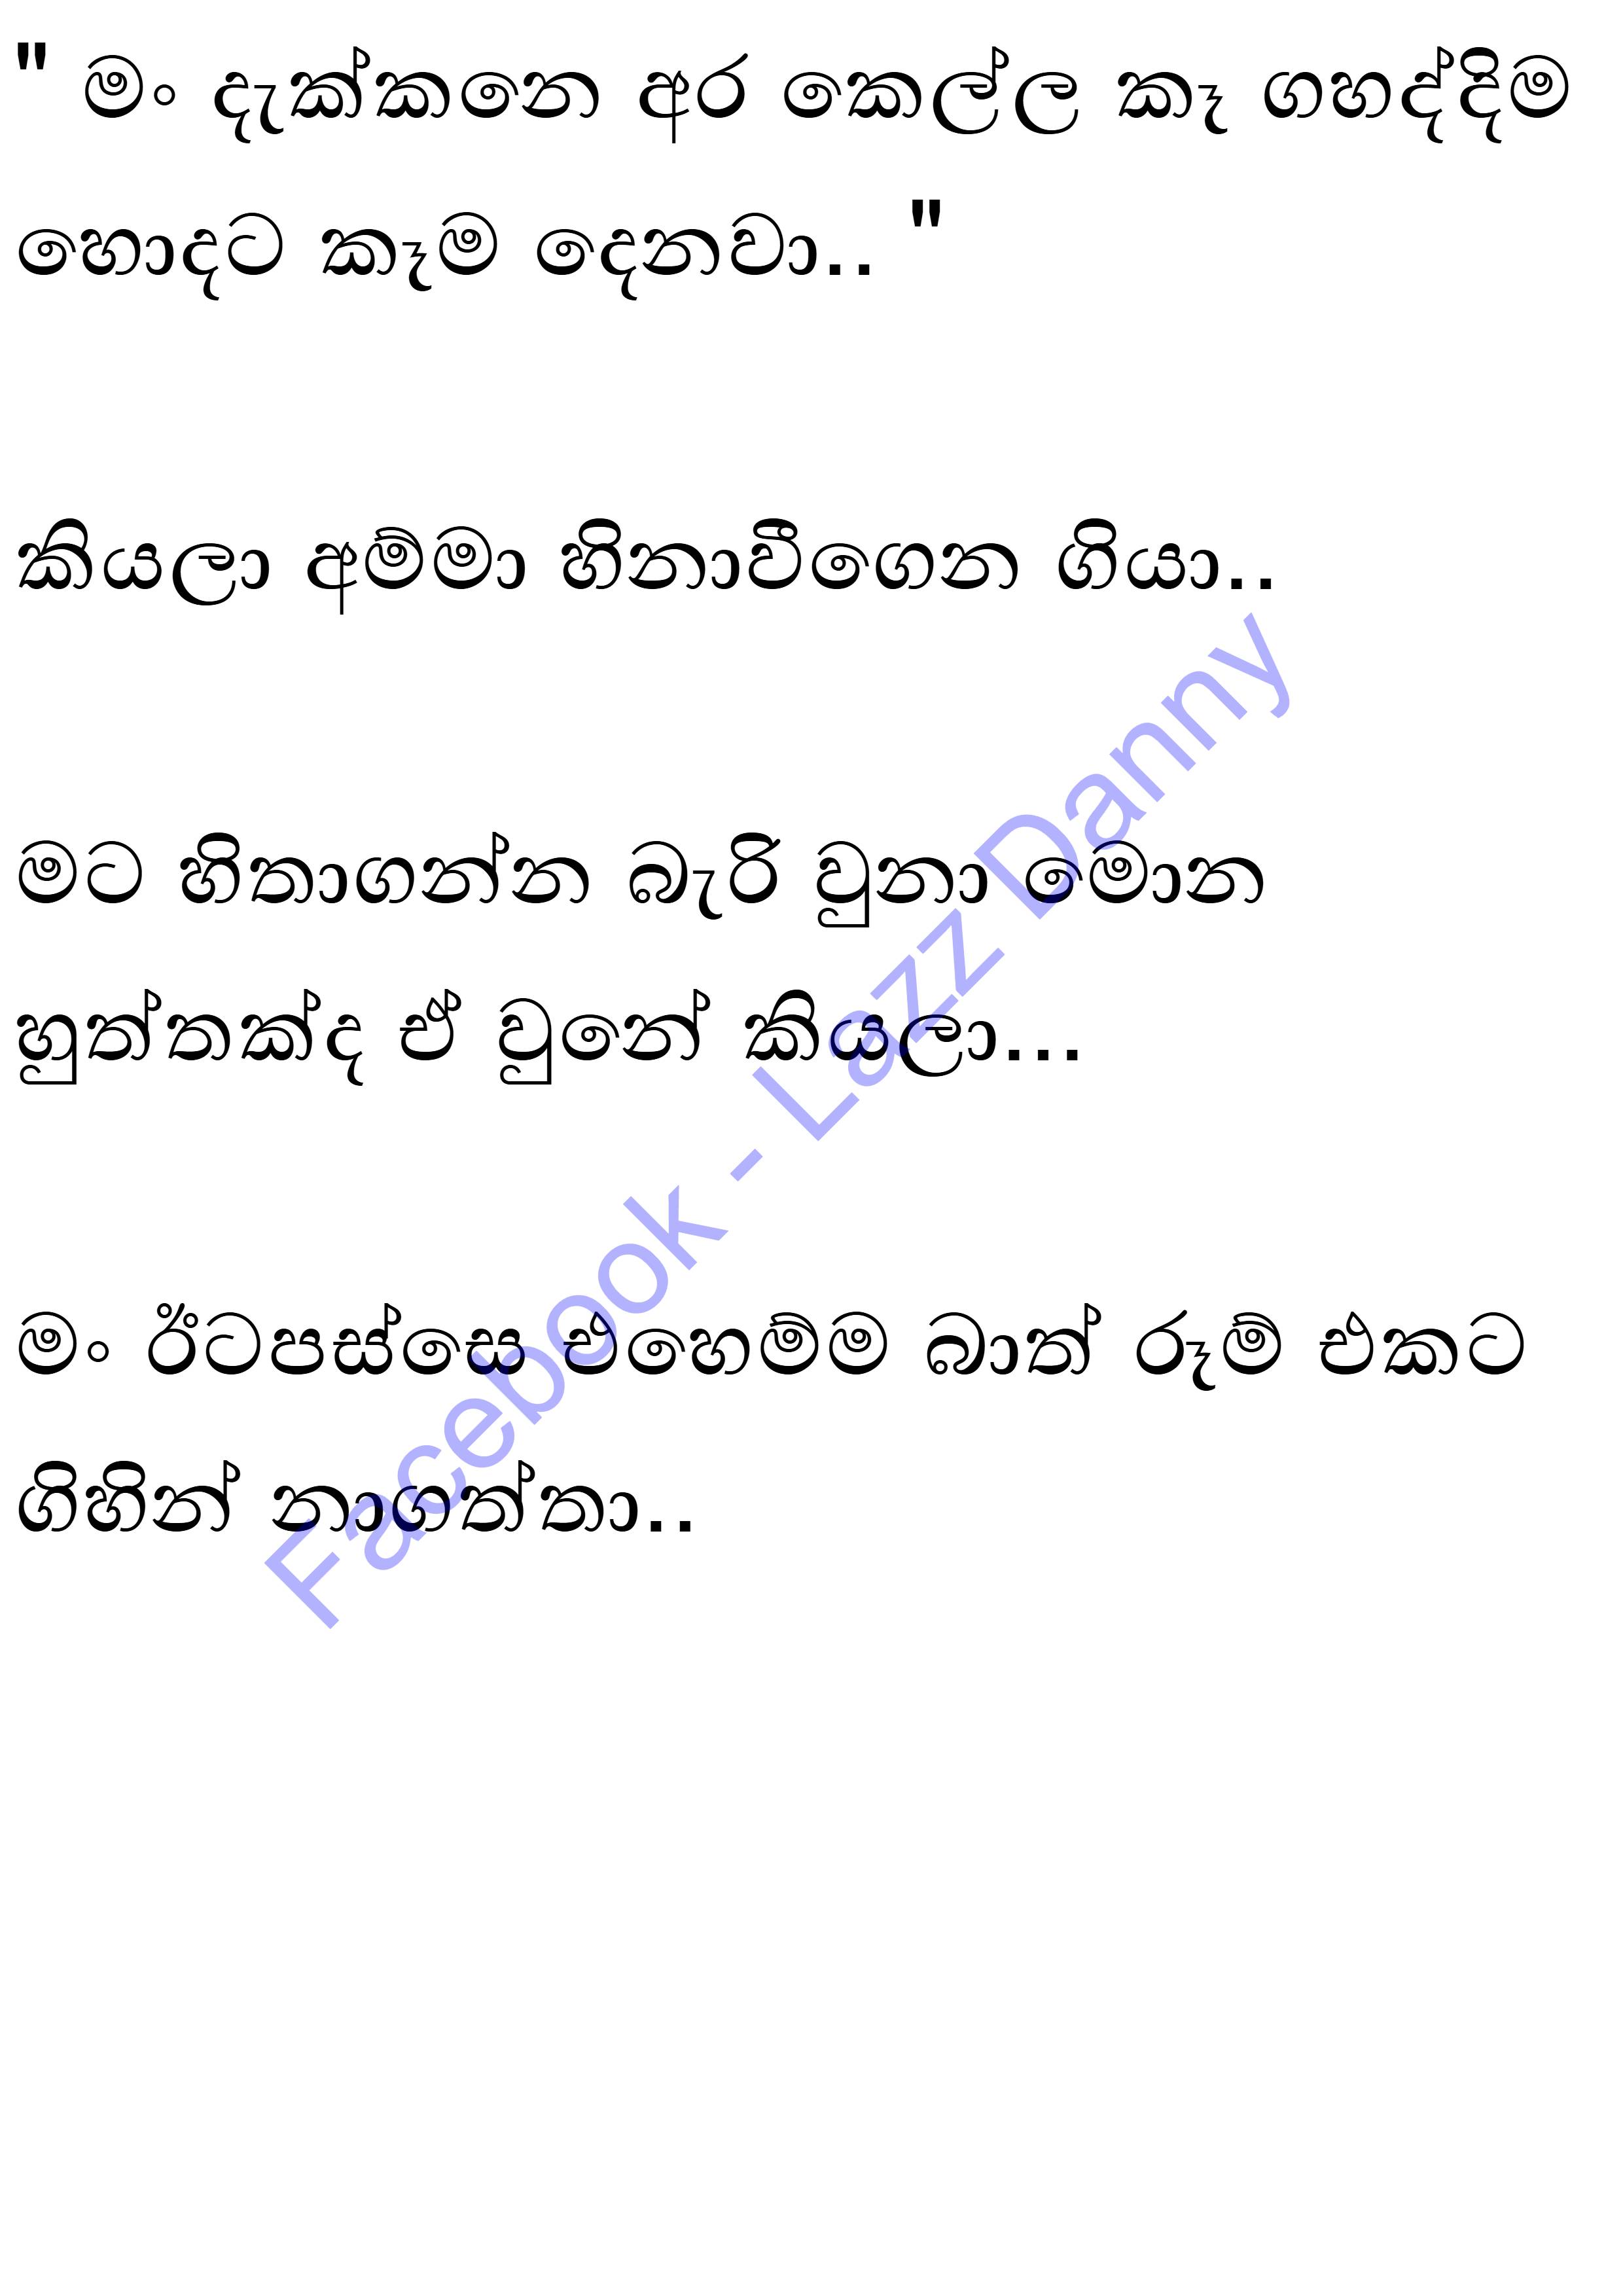 " මං දැක්කනෙ අර කෙල්ල කෑ ගහද්දිම
හොදට කැම දෙනවා.. "
කියලා අම්මා හිනාවීගෙන ගියා..
මට හිතාගන්න බැරි වුනා මොන
හුත්තක්ද ඒ වුනේ කියලා...
මං ඊටපස්සෙ එහෙම්ම බාත් රූම් එකට
ගිහින් නාගත්තා..
Facebook - Lazz Danny